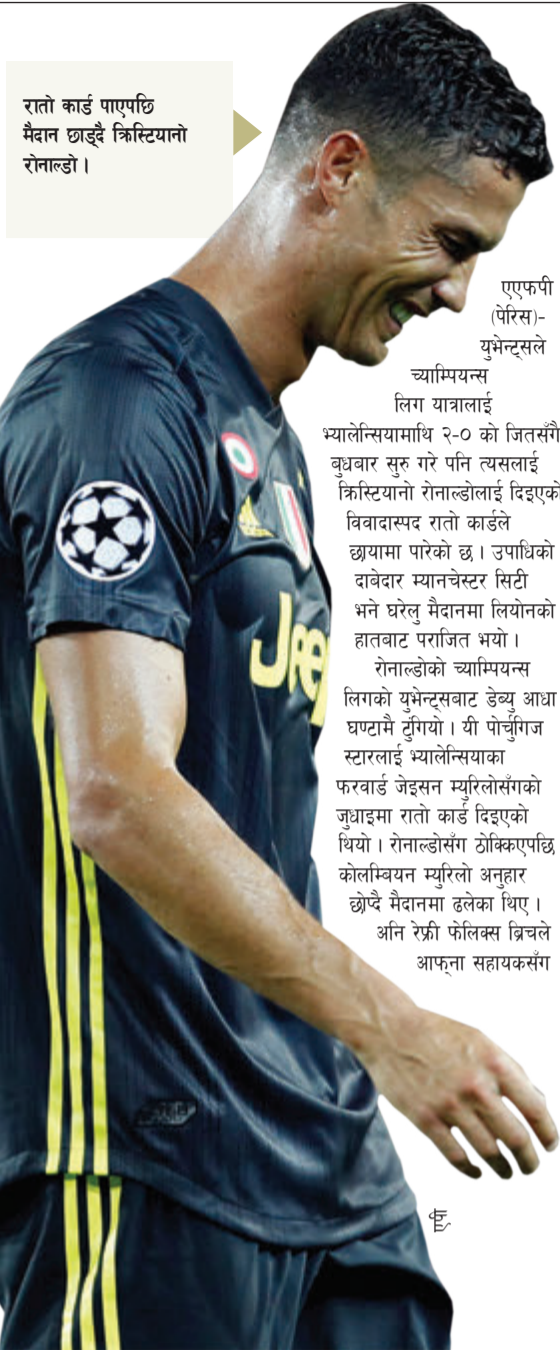 रातो कार्ड पाएपछि
मैदान छाड्दै क्रिस्टियानो
रोनाल्डो ।
एएफपी
(पेरिस)-
युभेन्ट्सले
च्याम्पियन्स
लिग यात्रालाई
भ्यालेन्सियामाथि २-० को जितसँगै
बुधबार सुरु गरे पनि त्यसलाई
क्रिस्टियानो रोनाल्डोलाई दिइएको
विवादास्पद रातो कार्डले
छायामा पारेको छ । उपाधिको
दाबेदार म्यानचेस्टर सिटी
भने घरेलु मैदानमा लियोनको
हातबाट पराजित भयो ।
रोनाल्डोको च्याम्पियन्स
लिगको युभेन्ट्सबाट डेब्यु आधा
घण्टामै टुंगियो । यी पोर्चुगिज
स्टारलाई भ्यालेन्सियाका
फरवार्ड जेइसन म्युरिलोसँगको
जुधाइमा रातो कार्ड दिइएको
थियो । रोनाल्डोसँग ठोक्किएपछि
कोलम्बियन म्युरिलो अनुहार
छोप्दै मैदानमा ढलेका थिए ।
अनि रेफ्री फेलिक्स ब्रिचले
आफ्ना सहायकसँग
Jeep